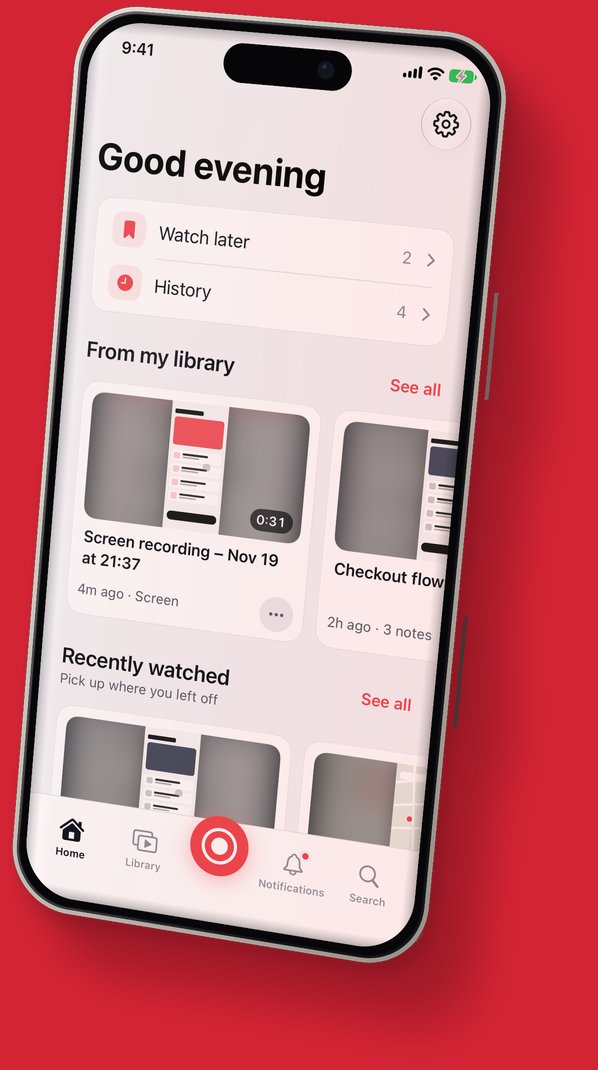 9:41
Good evening
Watch later
2
History
4
From my library
See all
0:31
Screen recording – Nov 19
at 21:37
4m ago · Screen
Checkout flow
2h ago · 3 notes
Recently watched
Pick up where you left off
See all
Home
Library
Notifications
Search